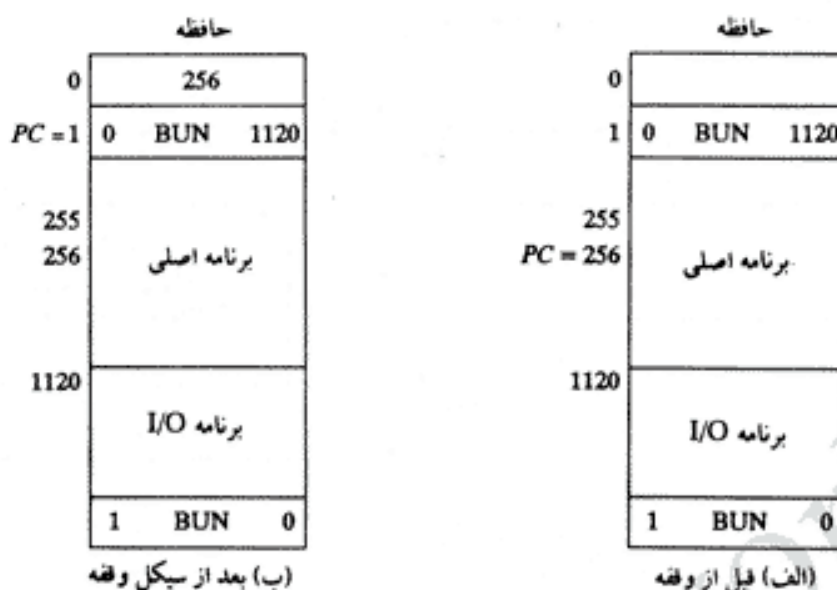 حافظه
0
1 0 BUN 1120
255
PC = 256
برنامه اصلی
1120
برنامه I/O
1 BUN 0
(الف) قبل از وقفه
حافظه
0 256
PC = 1 0 BUN 1120
255
256
برنامه اصلی
1120
برنامه I/O
1 BUN 0
(ب) بعد از سیکل وقفه